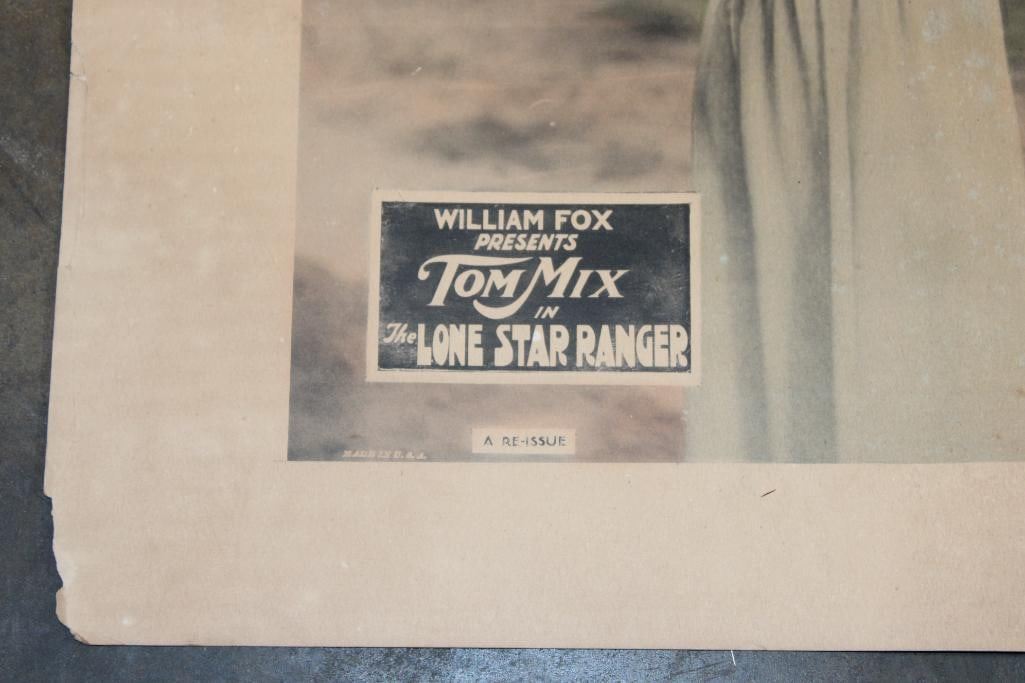 WILLIAM FOX
PRESENTS
TOM MIX
IN
The LONE STAR RANGER
A RE-ISSUE
MADE IN U.S.A.